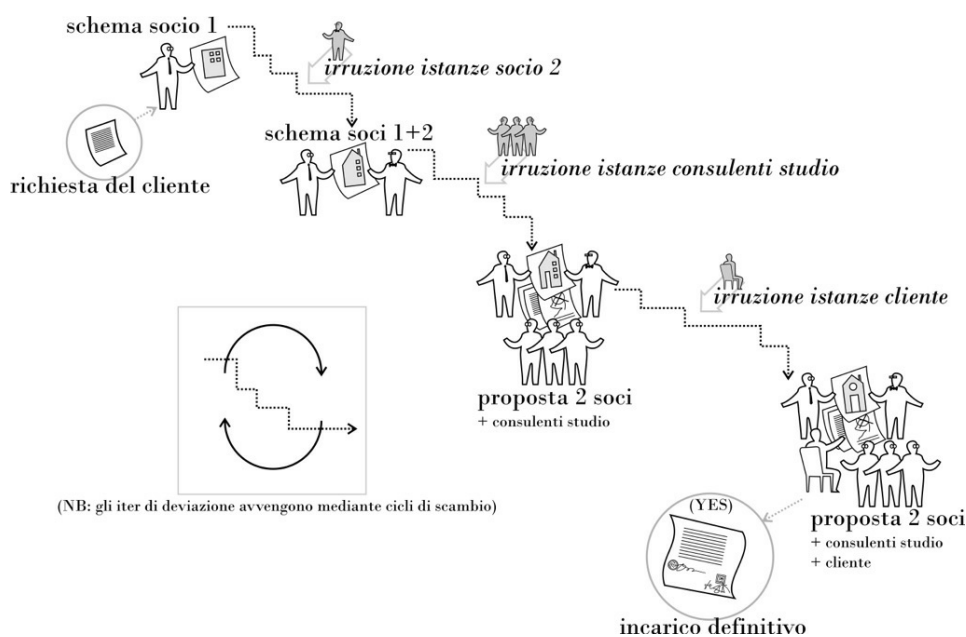 schema socio 1
irruzione istanze socio 2
richiesta del cliente
schema soci 1+2
irruzione istanze consulenti studio
irruzione istanze cliente
proposta 2 soci
+ consulenti studio
(NB: gli iter di deviazione avvengono mediante cicli di scambio)
(YES)
proposta 2 soci
+ consulenti studio
+ cliente
incarico definitivo